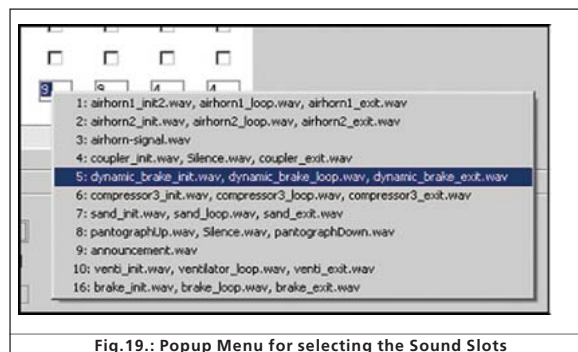 9 9 4 4
1: airhorn1_init2.wav, airhorn1_loop.wav, airhorn1_exit.wav
2: airhorn2_init.wav, airhorn2_loop.wav, airhorn2_exit.wav
3: airhorn-signal.wav
4: coupler_init.wav, Silence.wav, coupler_exit.wav
5: dynamic_brake_init.wav, dynamic_brake_loop.wav, dynamic_brake_exit.wav
6: compressor3_init.wav, compressor3_loop.wav, compressor3_exit.wav
7: sand_init.wav, sand_loop.wav, sand_exit.wav
8: pantographUp.wav, Silence.wav, pantographDown.wav
9: announcement.wav
10: venti_init.wav, ventilator_loop.wav, venti_exit.wav
16: brake_init.wav, brake_loop.wav, brake_exit.wav
Fig.19.: Popup Menu for selecting the Sound Slots